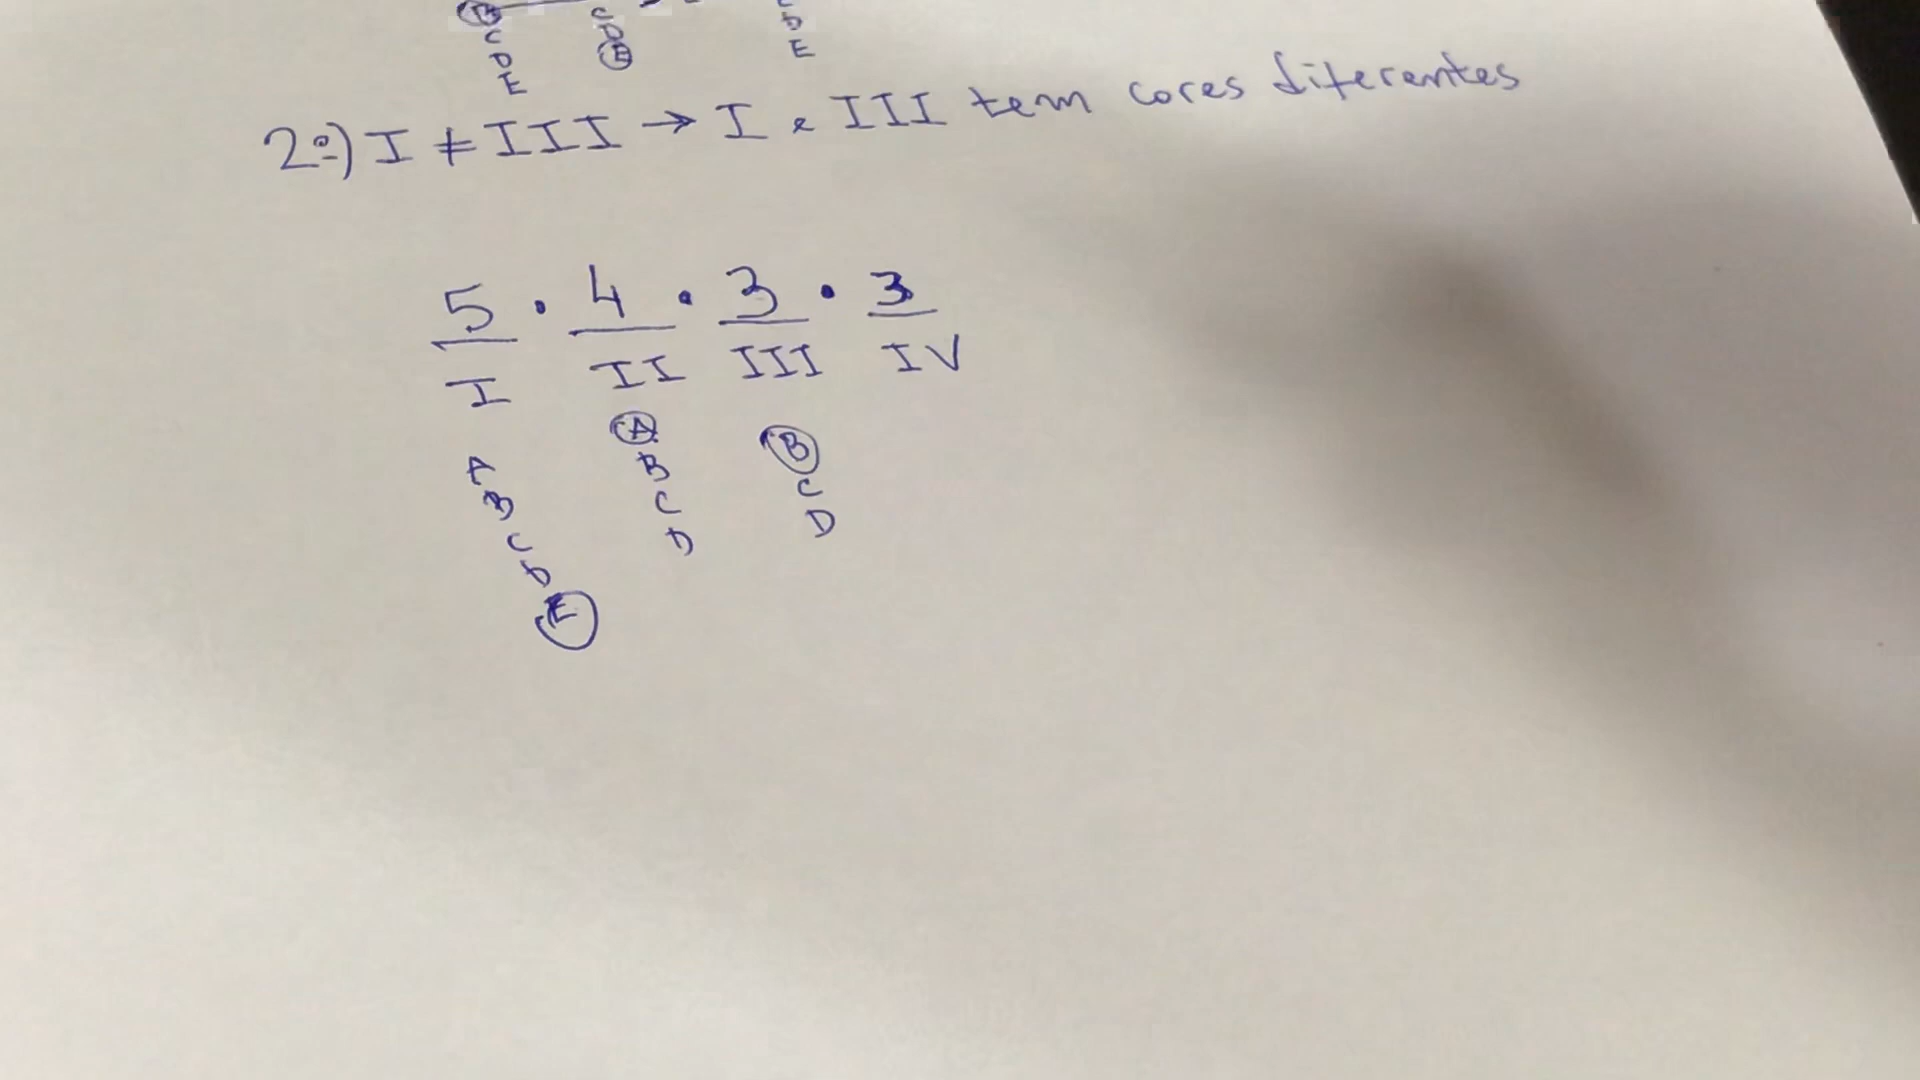 B C
C D D
D E E
E
2º) I ≠ III → I e III tem cores diferentes
5 . 4 . 3 . 3
I II III IV
A B
A B C
B C D
C D
D
E